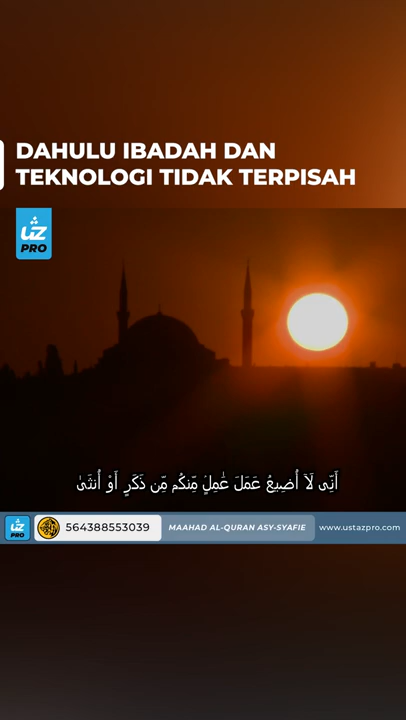 DAHULU IBADAH DAN
TEKNOLOGI TIDAK TERPISAH
UZ
PRO
أَنِّى لَآ أُضِيعُ عَمَلَ عَٰمِلٍ مِّنكُم مِّن ذَكَرٍ أَوْ أُنثَىٰ
UZ
PRO
564388553039
MAAHAD AL-QURAN ASY-SYAFIE
www.ustazpro.com